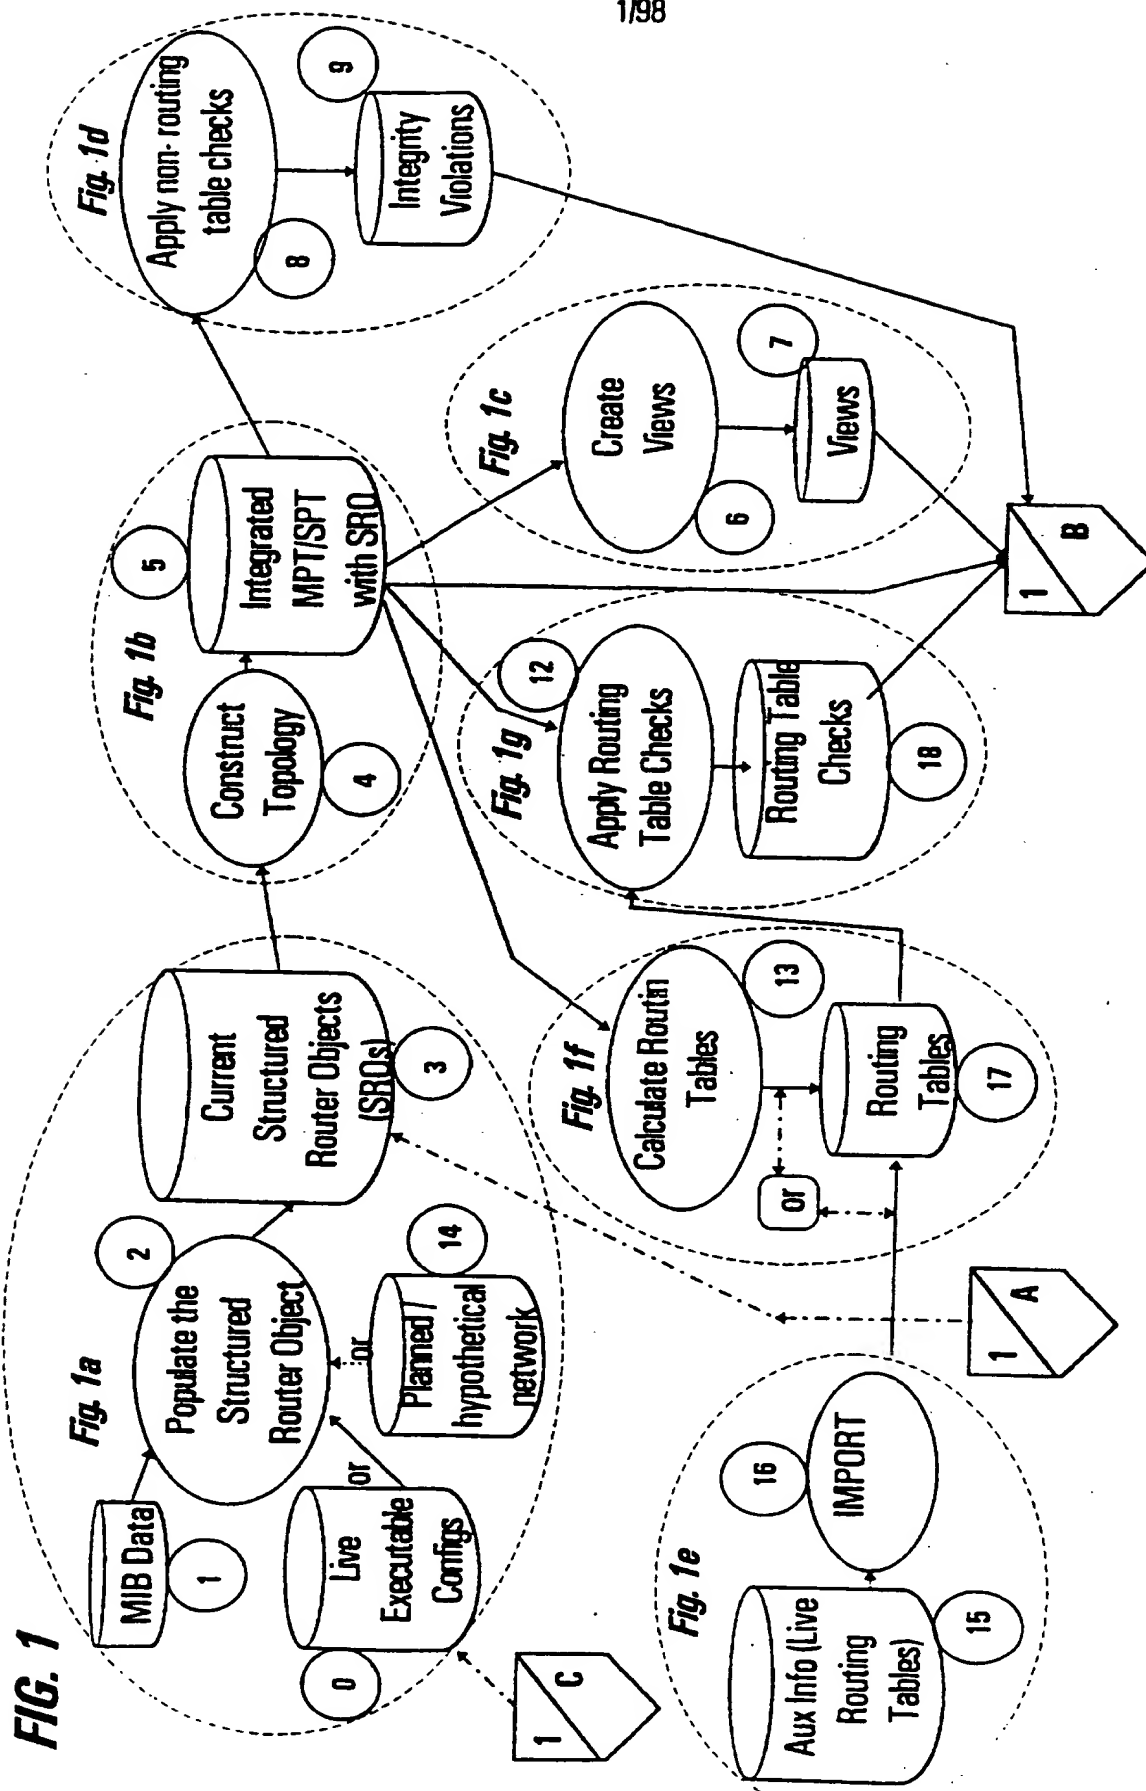 1/98
FIG. 1
Fig. 1a
MIB Data
1
Populate the
Structured
Router Object
2
Live
Executable
Configs
0
or
or
Planned /
hypothetical
network
14
Current
Structured
Router Objects
(SROs)
3
Fig. 1b
Construct
Topology
4
Integrated
MPT/SPT
with SRO
5
Fig. 1d
Apply non- routing
table checks
8
Integrity
Violations
9
Fig. 1c
Create
Views
6
Views
7
Fig. 1g
Apply Routing
Table Checks
12
Routing Table
Checks
18
Fig. 1f
Calculate Routin
Tables
13
or
Routing
Tables
17
Fig. 1e
Aux Info (Live
Routing
Tables)
15
IMPORT
16
1
C
1
A
1
B